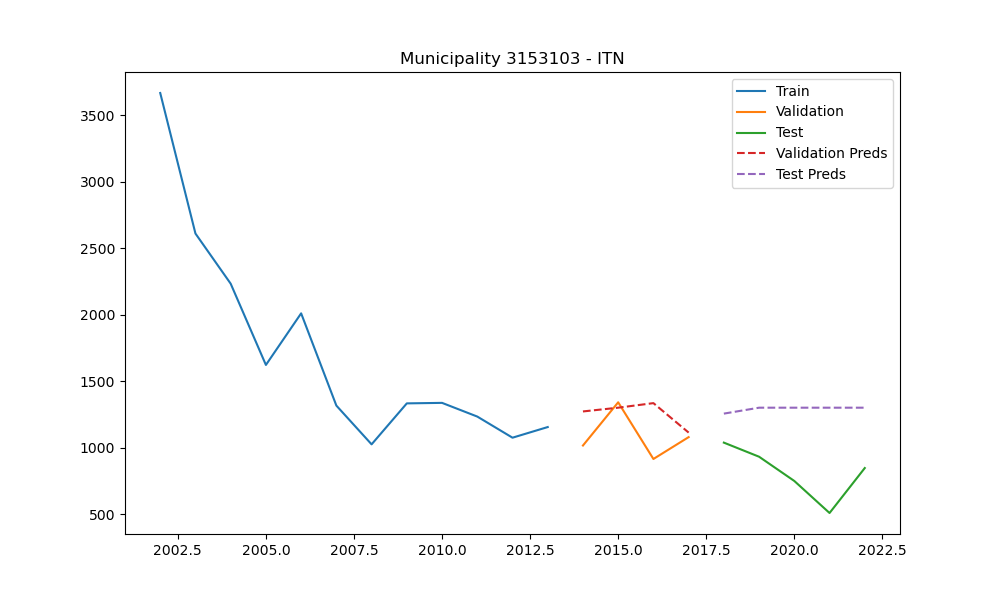 Municipality 3153103 - ITN
Train
Validation
Test
Validation Preds
Test Preds
3500
3000
2500
2000
1500
1000
500
2002.5 2005.0 2007.5 2010.0 2012.5 2015.0 2017.5 2020.0 2022.5